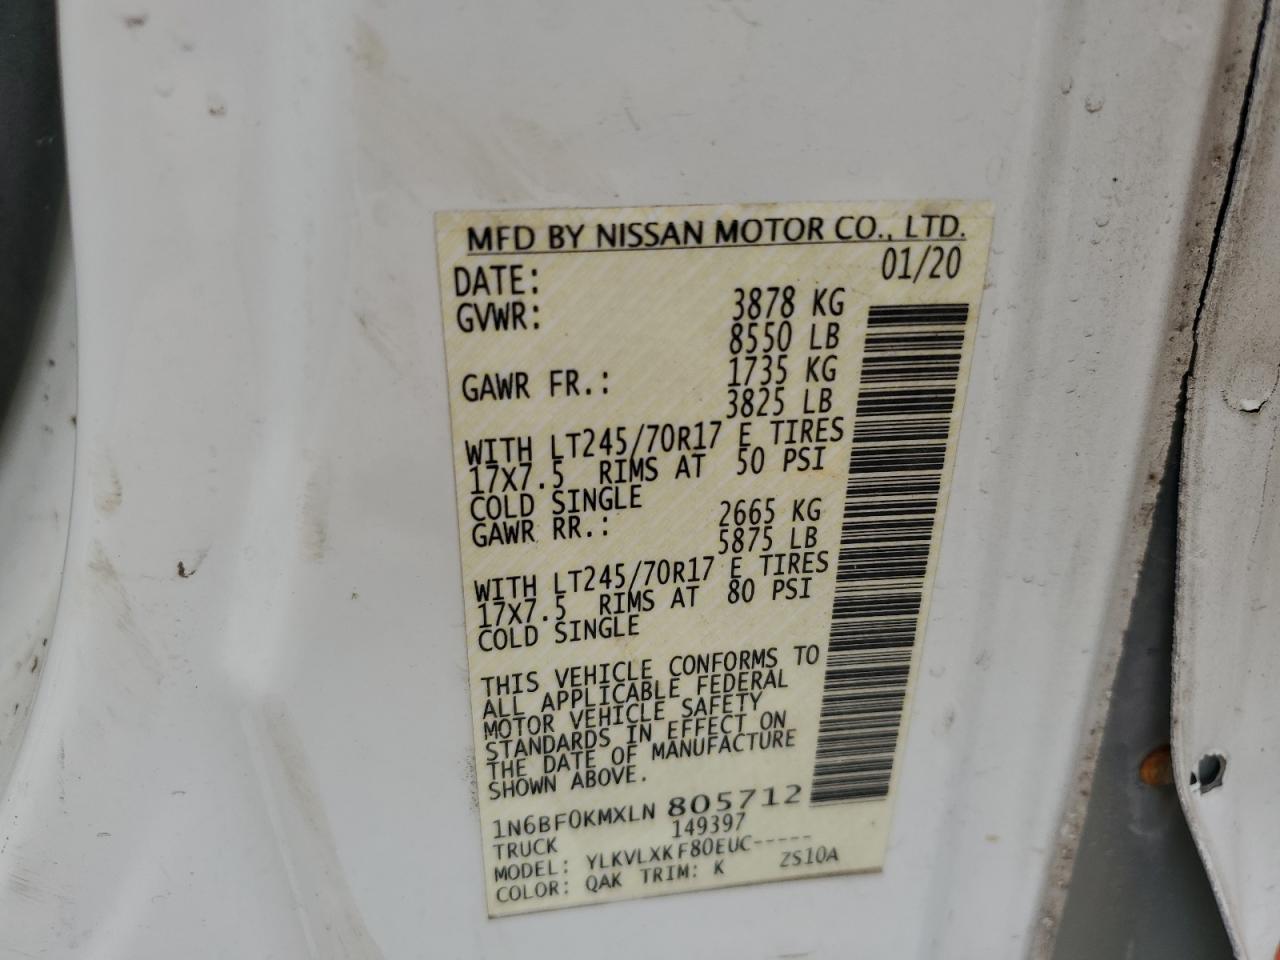 MFD BY NISSAN MOTOR CO., LTD.
DATE: 01/20
GVWR: 3878 KG
8550 LB
GAWR FR.: 1735 KG
3825 LB
WITH LT245/70R17 E TIRES
17X7.5 RIMS AT 50 PSI
COLD SINGLE
GAWR RR.: 2665 KG
5875 LB
WITH LT245/70R17 E TIRES
17X7.5 RIMS AT 80 PSI
COLD SINGLE
THIS VEHICLE CONFORMS TO
ALL APPLICABLE FEDERAL
MOTOR VEHICLE SAFETY
STANDARDS IN EFFECT ON
THE DATE OF MANUFACTURE
SHOWN ABOVE.
1N6BF0KMXLN 805712
TRUCK 149397
MODEL: YLKVLXKF80EUC-----
COLOR: QAK TRIM: K ZS10A